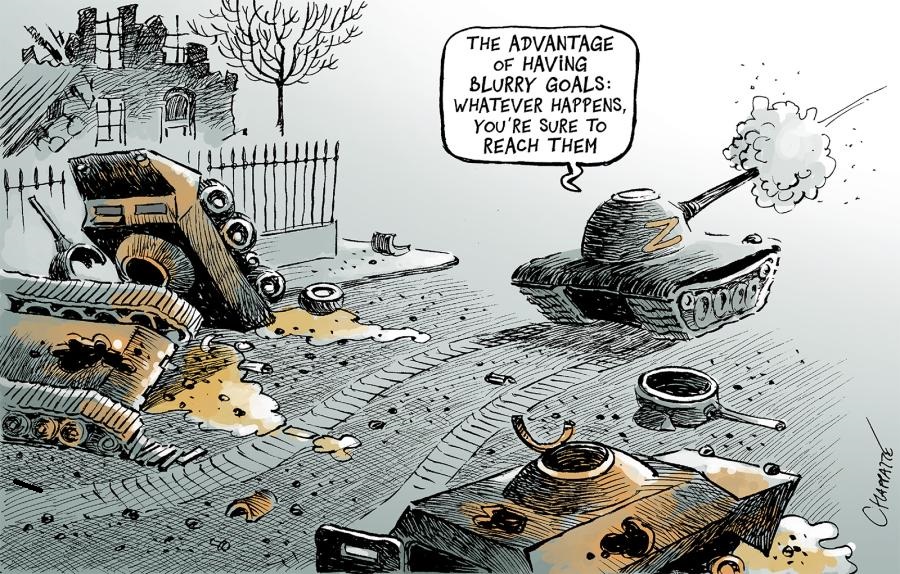 THE ADVANTAGE
OF HAVING
BLURRY GOALS:
WHATEVER HAPPENS,
YOU'RE SURE TO
REACH THEM
Z
CHAPPATTE